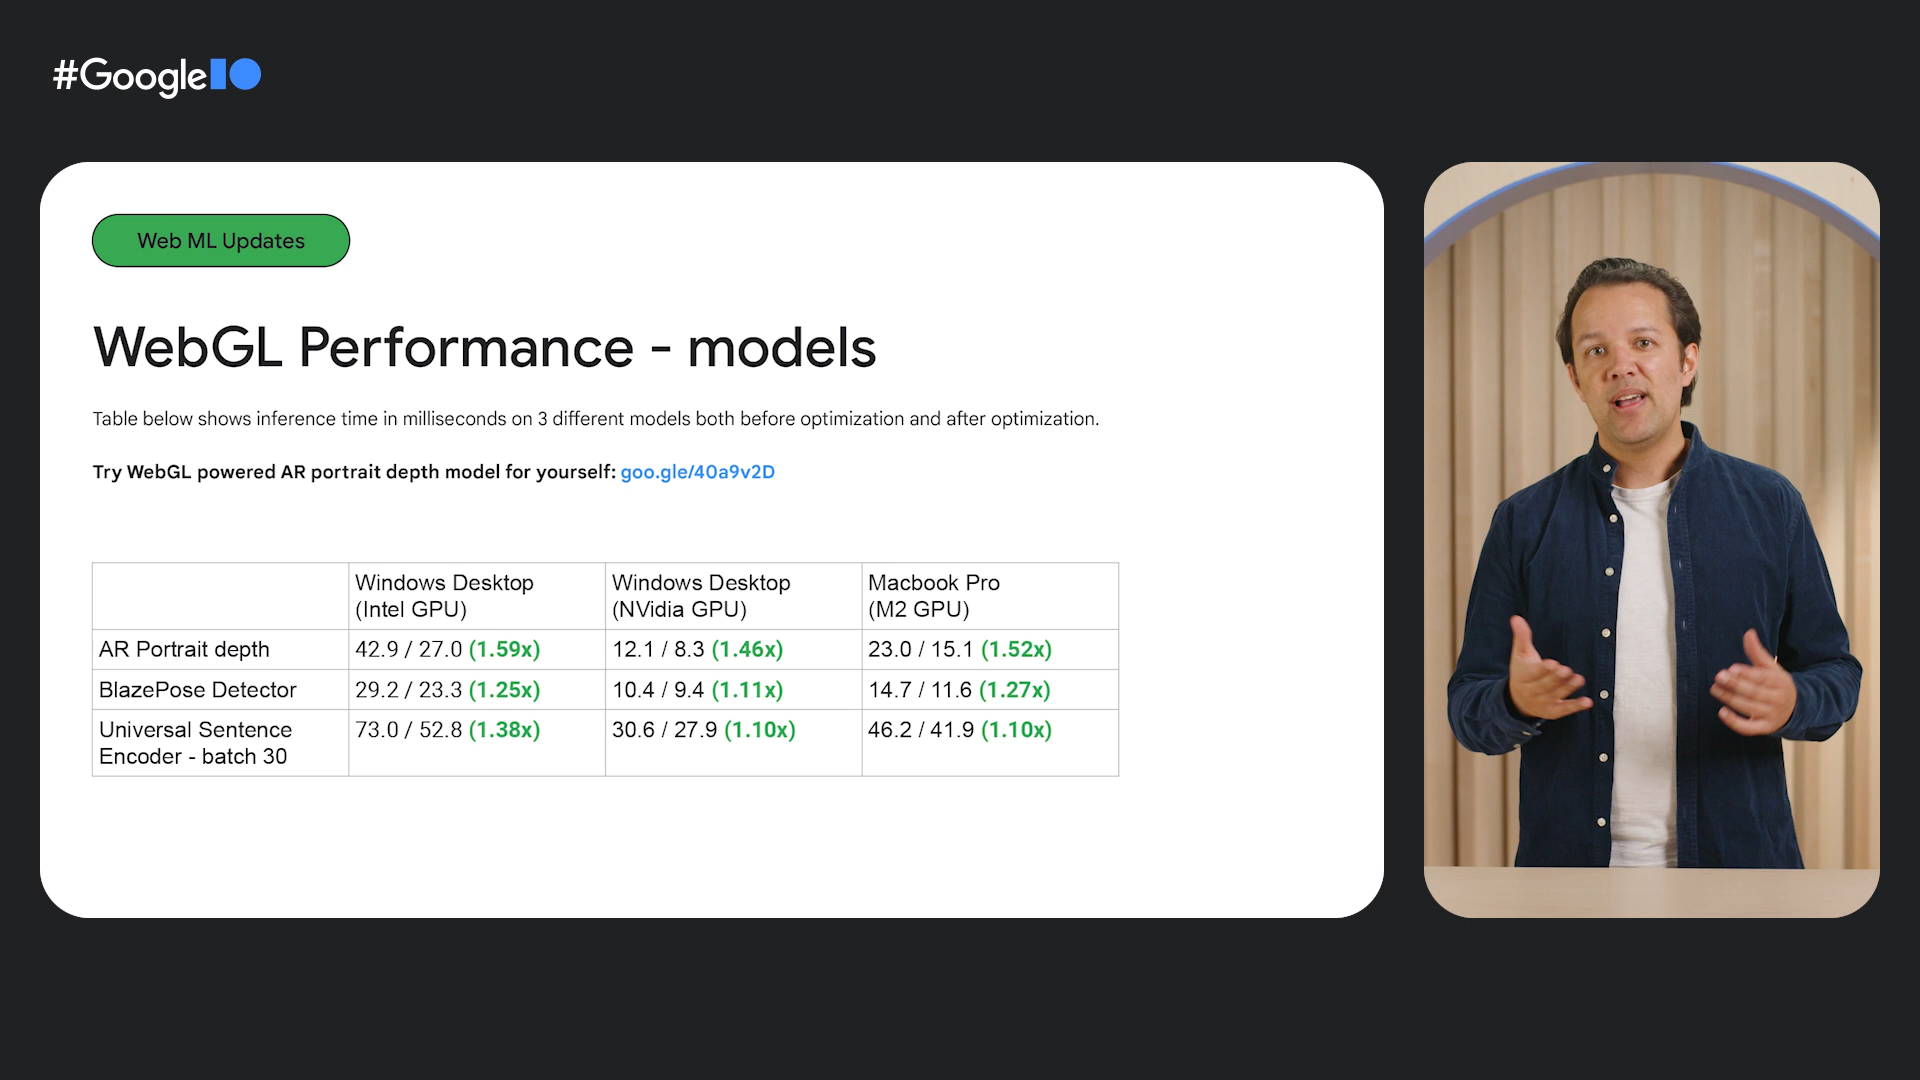 #GoogleIO
Web ML Updates
WebGL Performance - models
Table below shows inference time in milliseconds on 3 different models both before optimization and after optimization.
Try WebGL powered AR portrait depth model for yourself: goo.gle/40a9v2D
Windows Desktop (Intel GPU) Windows Desktop (NVidia GPU) Macbook Pro (M2 GPU)
AR Portrait depth 42.9 / 27.0 (1.59x) 12.1 / 8.3 (1.46x) 23.0 / 15.1 (1.52x)
BlazePose Detector 29.2 / 23.3 (1.25x) 10.4 / 9.4 (1.11x) 14.7 / 11.6 (1.27x)
Universal Sentence Encoder - batch 30 73.0 / 52.8 (1.38x) 30.6 / 27.9 (1.10x) 46.2 / 41.9 (1.10x)